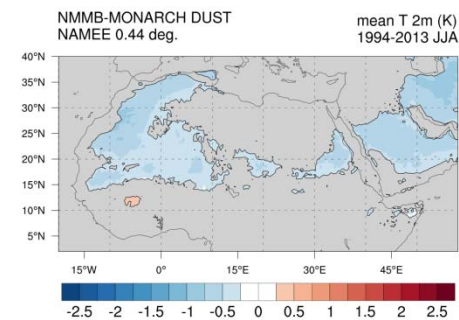 NMMB-MONARCH DUST
NAMEE 0.44 deg.
mean T 2m (K)
1994-2013 JJA
40°N
35°N
30°N
25°N
20°N
15°N
10°N
5°N
15°W 0° 15°E 30°E 45°E
-2.5 -2 -1.5 -1 -0.5 0 0.5 1 1.5 2 2.5